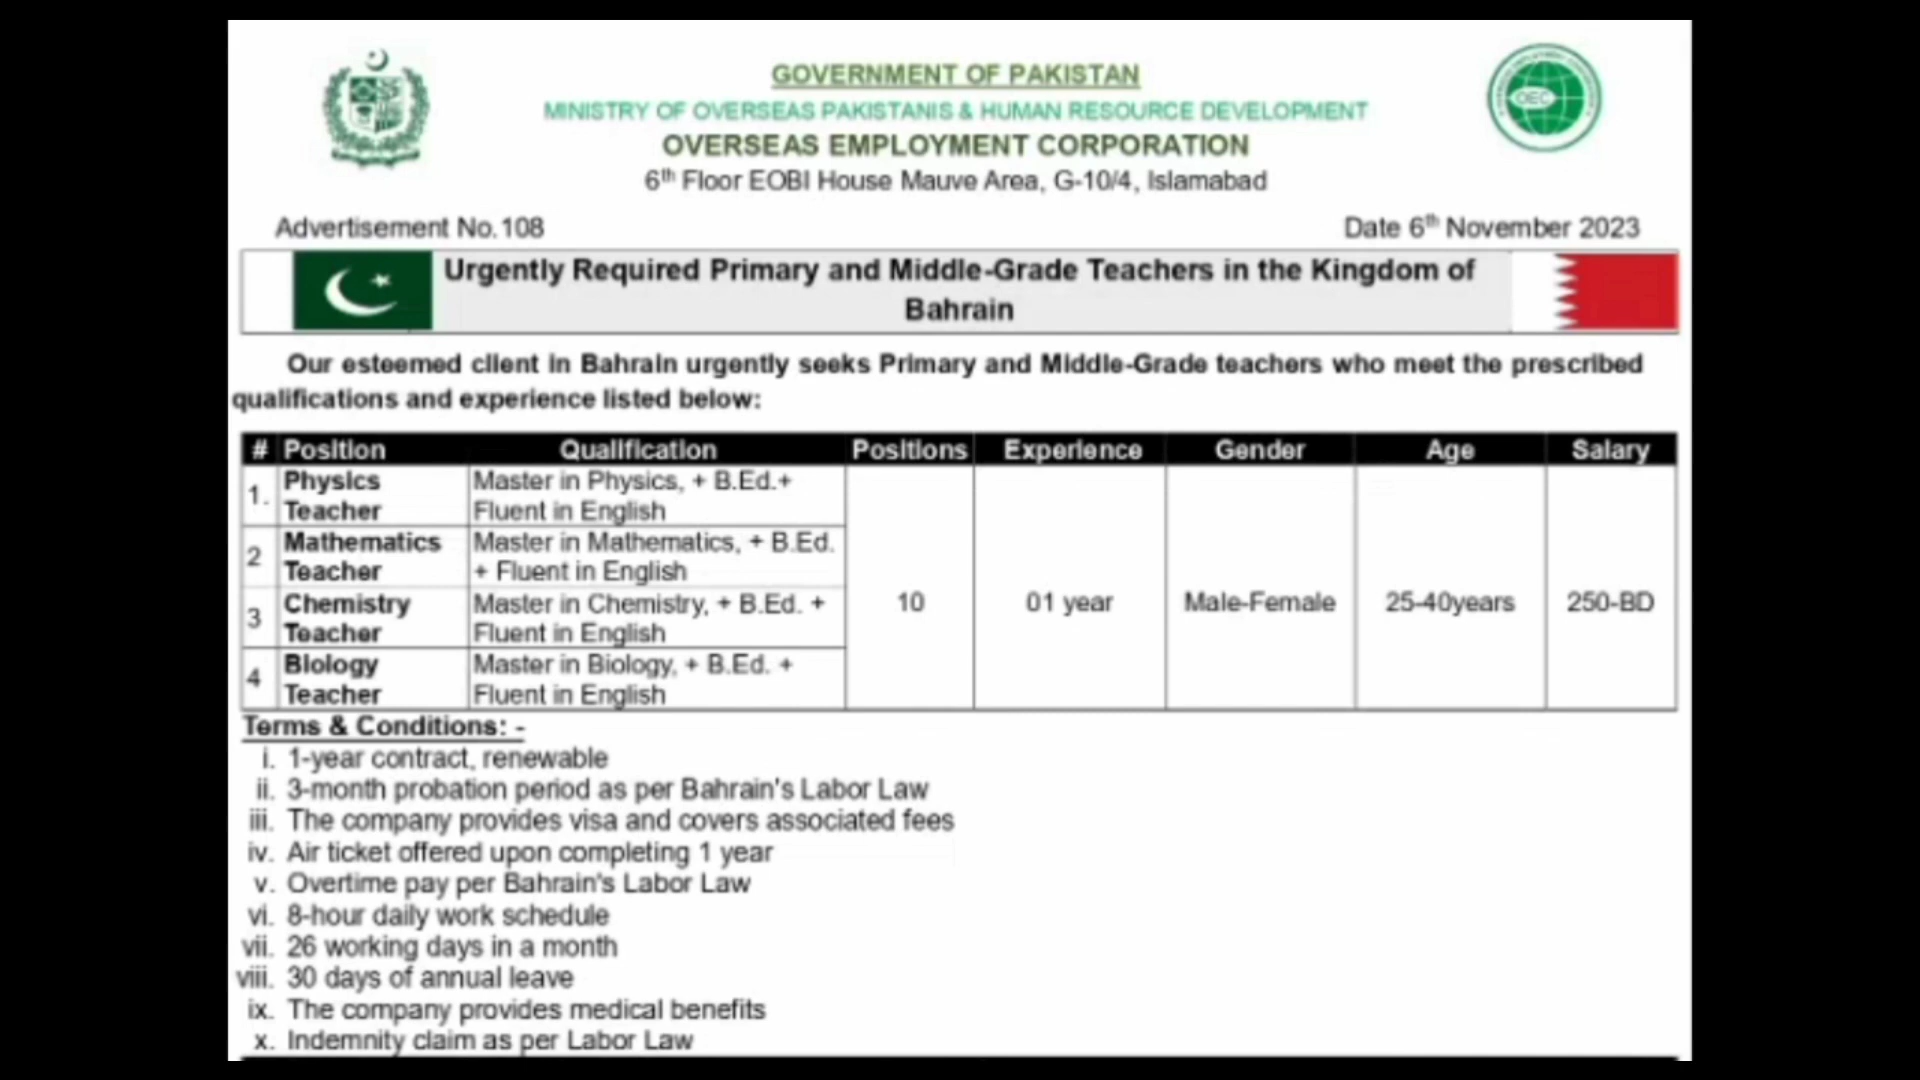 GOVERNMENT OF PAKISTAN
MINISTRY OF OVERSEAS PAKISTANIS & HUMAN RESOURCE DEVELOPMENT
OVERSEAS EMPLOYMENT CORPORATION
6th Floor EOBI House Mauve Area, G-10/4, Islamabad
OEC
Advertisement No.108 Date 6th November 2023
Urgently Required Primary and Middle-Grade Teachers in the Kingdom of
Bahrain
Our esteemed client in Bahrain urgently seeks Primary and Middle-Grade teachers who meet the prescribed
qualifications and experience listed below:
# Position Qualification Positions Experience Gender Age Salary
1. Physics Teacher Master in Physics, + B.Ed.+ Fluent in English
2 Mathematics Teacher Master in Mathematics, + B.Ed. + Fluent in English
3 Chemistry Teacher Master in Chemistry, + B.Ed. + Fluent in English
4 Biology Teacher Master in Biology, + B.Ed. + Fluent in English
10 01 year Male-Female 25-40years 250-BD
Terms & Conditions: -
i. 1-year contract, renewable
ii. 3-month probation period as per Bahrain's Labor Law
iii. The company provides visa and covers associated fees
iv. Air ticket offered upon completing 1 year
v. Overtime pay per Bahrain's Labor Law
vi. 8-hour daily work schedule
vii. 26 working days in a month
viii. 30 days of annual leave
ix. The company provides medical benefits
x. Indemnity claim as per Labor Law